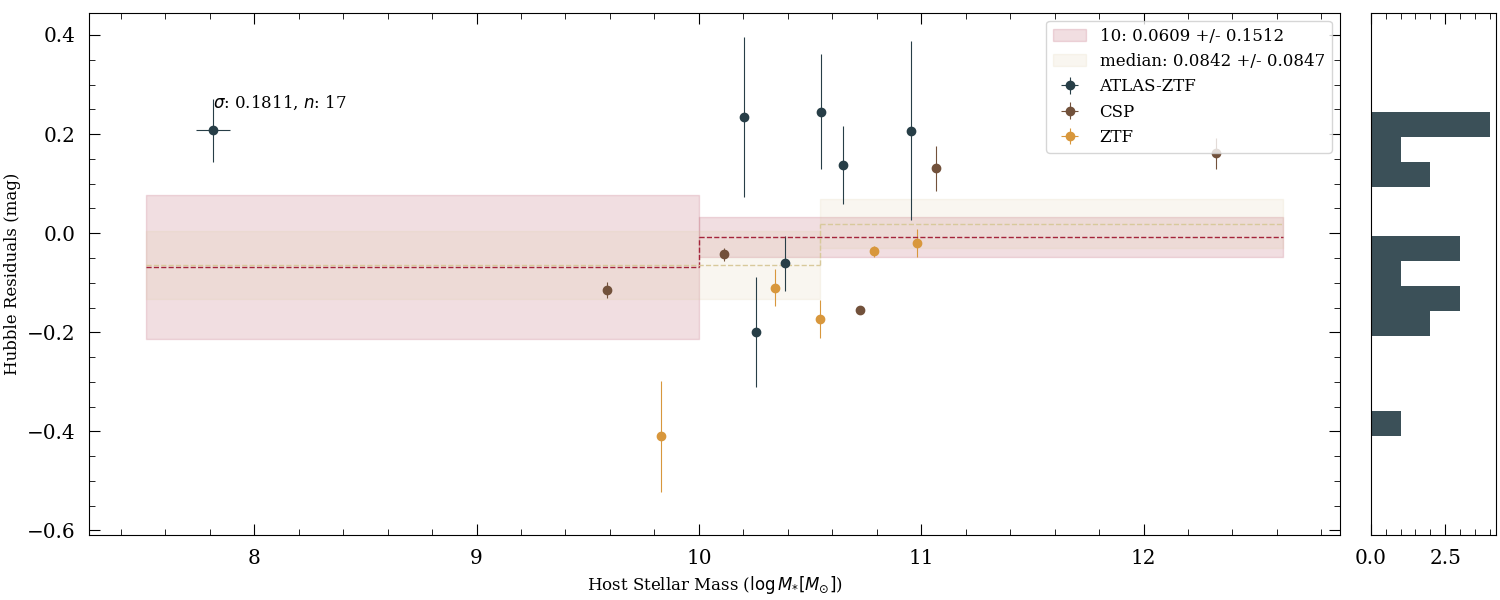 0.4
0.2
0.0
−0.2
−0.4
−0.6
Hubble Residuals (mag)
σ: 0.1811, n: 17
10: 0.0609 +/- 0.1512
median: 0.0842 +/- 0.0847
ATLAS-ZTF
CSP
ZTF
8 9 10 11 12
Host Stellar Mass (log M*[M⊙])
0.0 2.5